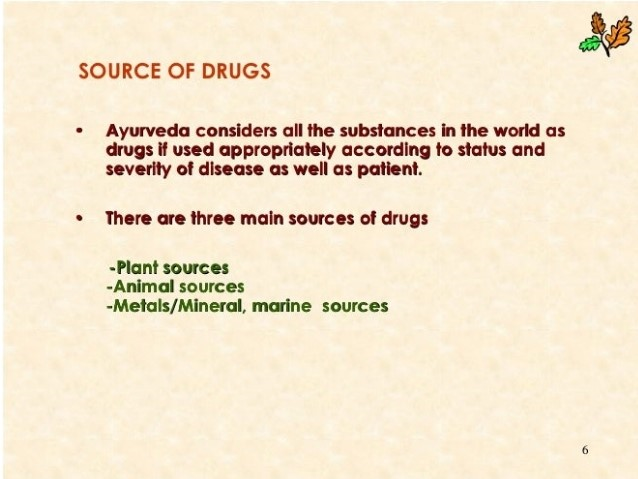 SOURCE OF DRUGS
• Ayurveda considers all the substances in the world as
drugs if used appropriately according to status and
severity of disease as well as patient.
• There are three main sources of drugs
-Plant sources
-Animal sources
-Metals/Mineral, marine  sources
6